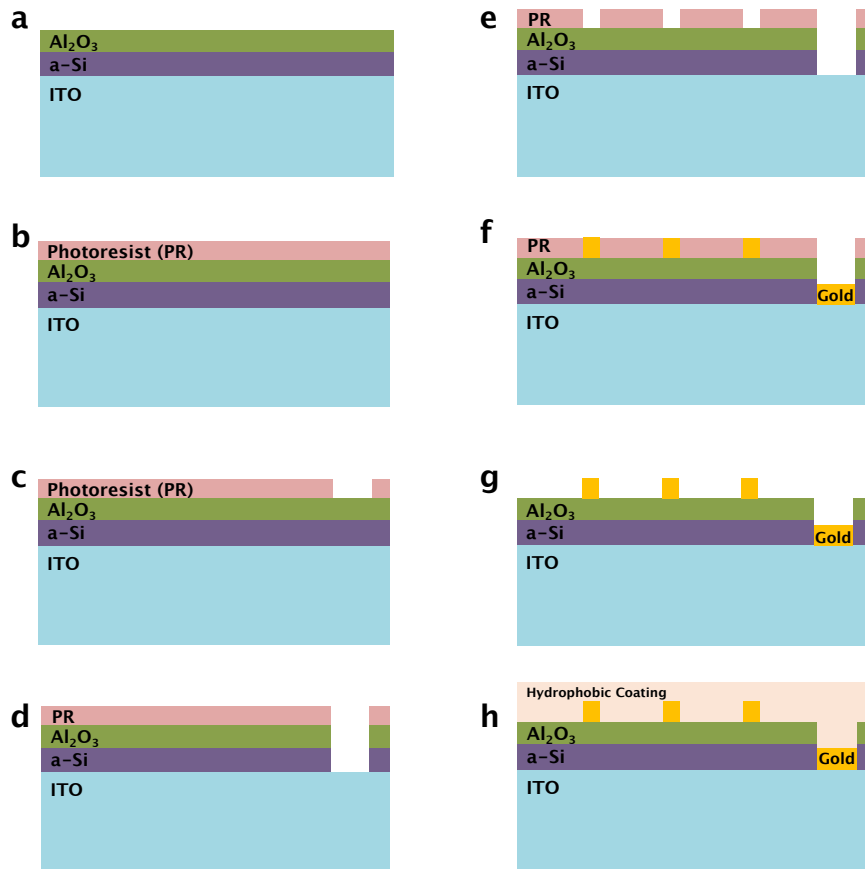 a
Al₂O₃
a-Si
ITO
b
Photoresist (PR)
Al₂O₃
a-Si
ITO
c
Photoresist (PR)
Al₂O₃
a-Si
ITO
d
PR
Al₂O₃
a-Si
ITO
e
PR
Al₂O₃
a-Si
ITO
f
PR
Al₂O₃
a-Si
Gold
ITO
g
Al₂O₃
a-Si
Gold
ITO
h
Hydrophobic Coating
Al₂O₃
a-Si
Gold
ITO